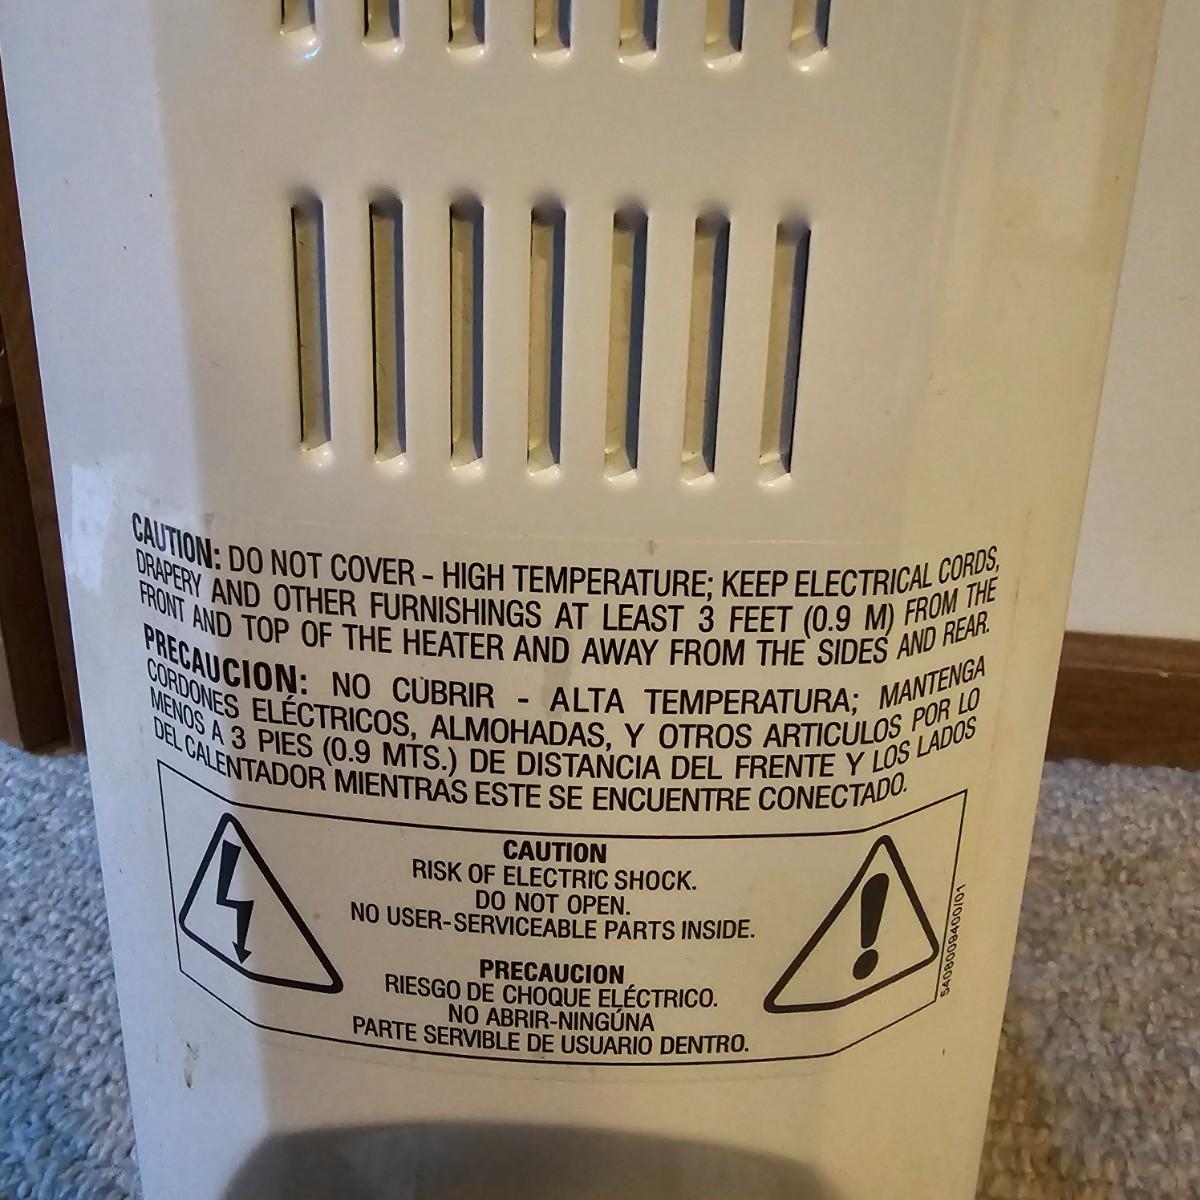 CAUTION: DO NOT COVER - HIGH TEMPERATURE; KEEP ELECTRICAL CORDS,
DRAPERY AND OTHER FURNISHINGS AT LEAST 3 FEET (0.9 M) FROM THE
FRONT AND TOP OF THE HEATER AND AWAY FROM THE SIDES AND REAR.
PRECAUCION: NO CUBRIR - ALTA TEMPERATURA; MANTENGA
CORDONES ELÉCTRICOS, ALMOHADAS, Y OTROS ARTICULOS POR LO
MENOS A 3 PIES (0.9 MTS.) DE DISTANCIA DEL FRENTE Y LOS LADOS
DEL CALENTADOR MIENTRAS ESTE SE ENCUENTRE CONECTADO.
CAUTION
RISK OF ELECTRIC SHOCK.
DO NOT OPEN.
NO USER-SERVICEABLE PARTS INSIDE.
PRECAUCION
RIESGO DE CHOQUE ELÉCTRICO.
NO ABRIR-NINGÚNA
PARTE SERVIBLE DE USUARIO DENTRO.
5408009400/01